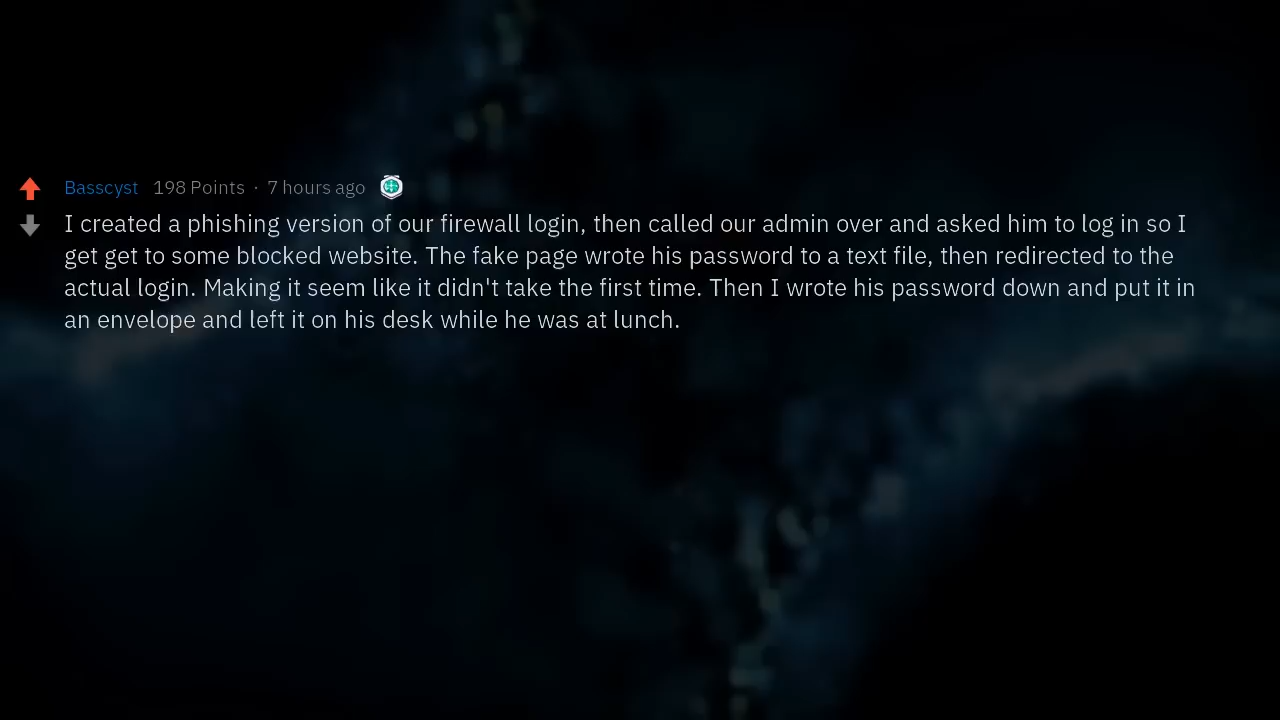 Basscyst 198 Points · 7 hours ago
I created a phishing version of our firewall login, then called our admin over and asked him to log in so I
get get to some blocked website. The fake page wrote his password to a text file, then redirected to the
actual login. Making it seem like it didn't take the first time. Then I wrote his password down and put it in
an envelope and left it on his desk while he was at lunch.